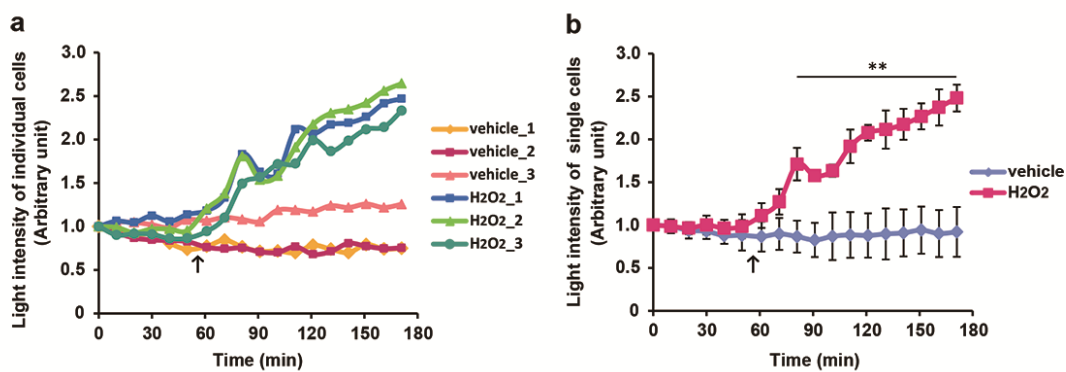 a
Light intensity of individual cells
(Arbitrary unit)
3.0
2.5
2.0
1.5
1.0
0.5
0
0 30 60 90 120 150 180
Time (min)
↑
vehicle_1
vehicle_2
vehicle_3
H2O2_1
H2O2_2
H2O2_3
b
Light intensity of single cells
(Arbitrary unit)
3.0
2.5
2.0
1.5
1.0
0.5
0
0 30 60 90 120 150 180
Time (min)
**
↑
vehicle
H2O2